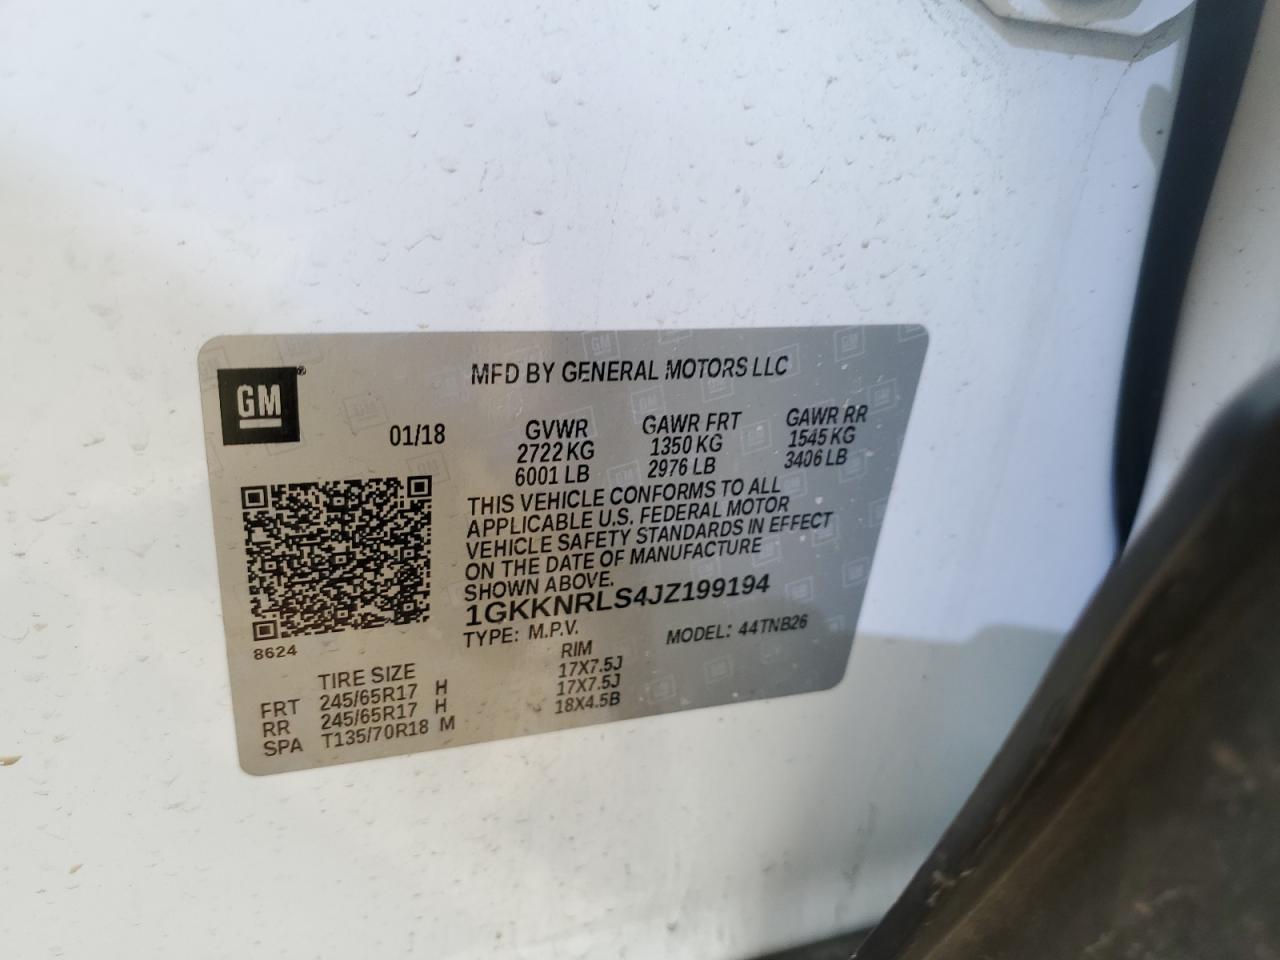 MFD BY GENERAL MOTORS LLC
GM®
01/18 GVWR GAWR FRT GAWR RR
2722 KG 1350 KG 1545 KG
6001 LB 2976 LB 3406 LB
THIS VEHICLE CONFORMS TO ALL
APPLICABLE U.S. FEDERAL MOTOR
VEHICLE SAFETY STANDARDS IN EFFECT
ON THE DATE OF MANUFACTURE
SHOWN ABOVE.
1GKKNRLS4JZ199194
TYPE: M.P.V. MODEL: 44TNB26
8624
TIRE SIZE RIM
FRT 245/65R17 H 17X7.5J
RR 245/65R17 H 17X7.5J
SPA T135/70R18 M 18X4.5B